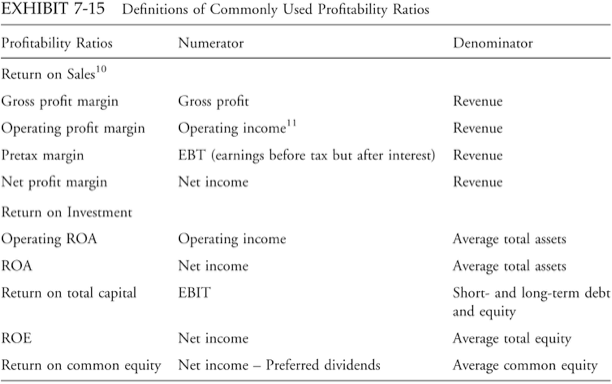 EXHIBIT 7-15 Definitions of Commonly Used Profitability Ratios
Profitability Ratios Numerator Denominator
Return on Sales10
Gross profit margin Gross profit Revenue
Operating profit margin Operating income11 Revenue
Pretax margin EBT (earnings before tax but after interest) Revenue
Net profit margin Net income Revenue
Return on Investment
Operating ROA Operating income Average total assets
ROA Net income Average total assets
Return on total capital EBIT Short- and long-term debt
and equity
ROE Net income Average total equity
Return on common equity Net income – Preferred dividends Average common equity